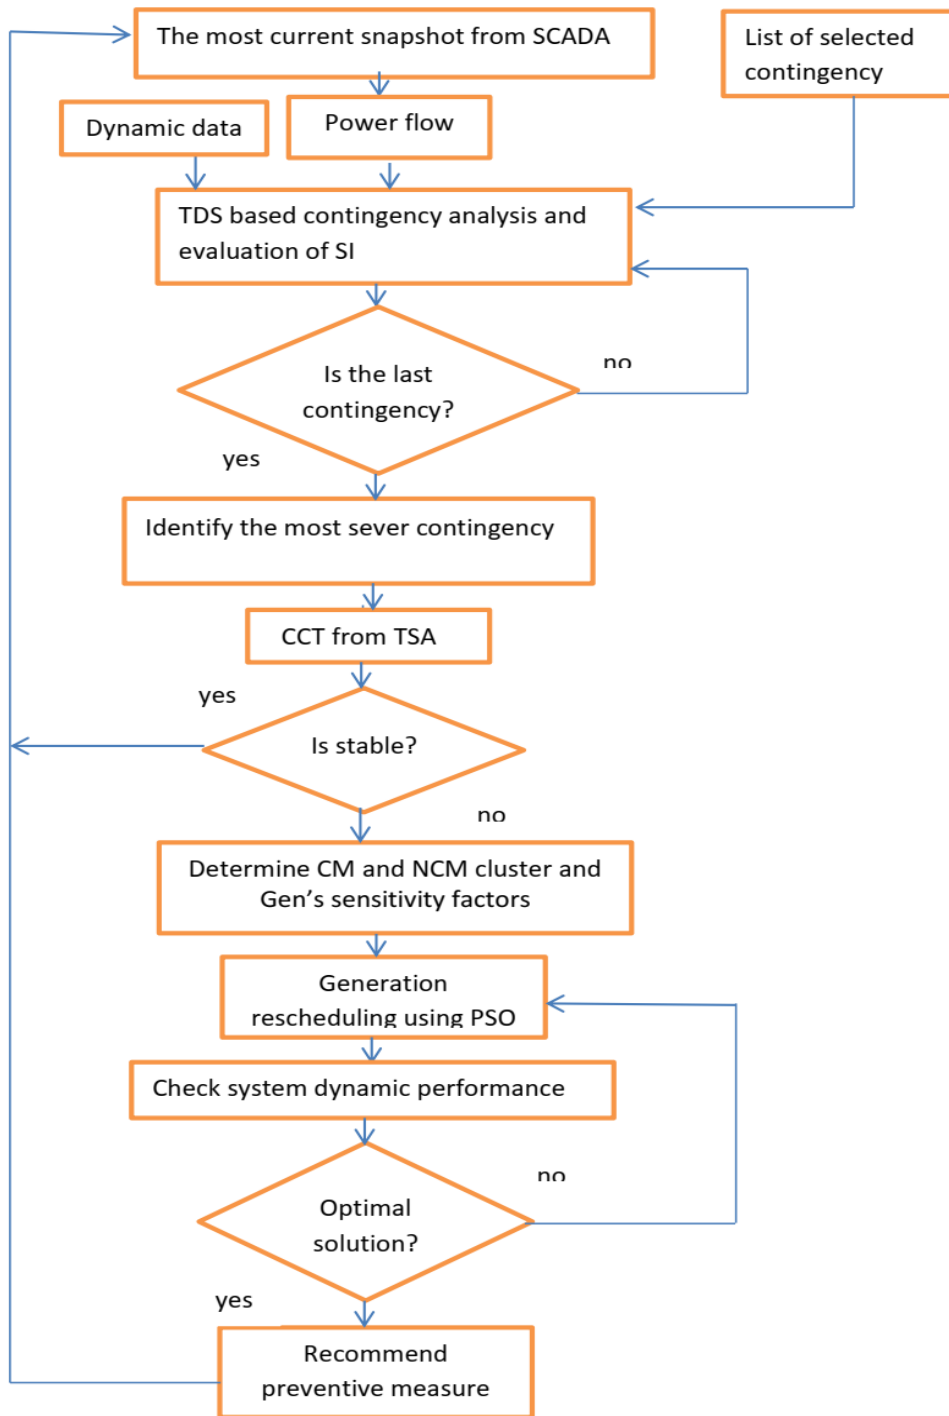 The most current snapshot from SCADA
List of selected
contingency
Dynamic data
Power flow
TDS based contingency analysis and
evaluation of SI
Is the last
contingency?
no
yes
Identify the most sever contingency
CCT from TSA
yes
Is stable?
no
Determine CM and NCM cluster and
Gen’s sensitivity factors
Generation
rescheduling using PSO
Check system dynamic performance
no
Optimal
solution?
yes
Recommend
preventive measure